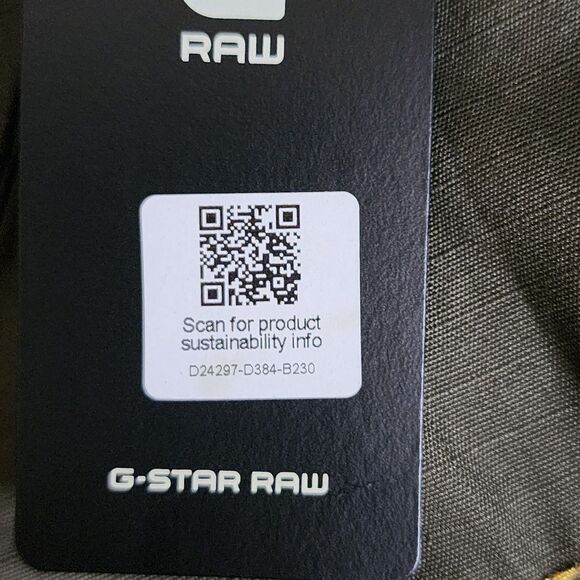 RAW
Scan for product
sustainability info
D24297-D384-B230
G-STAR RAW